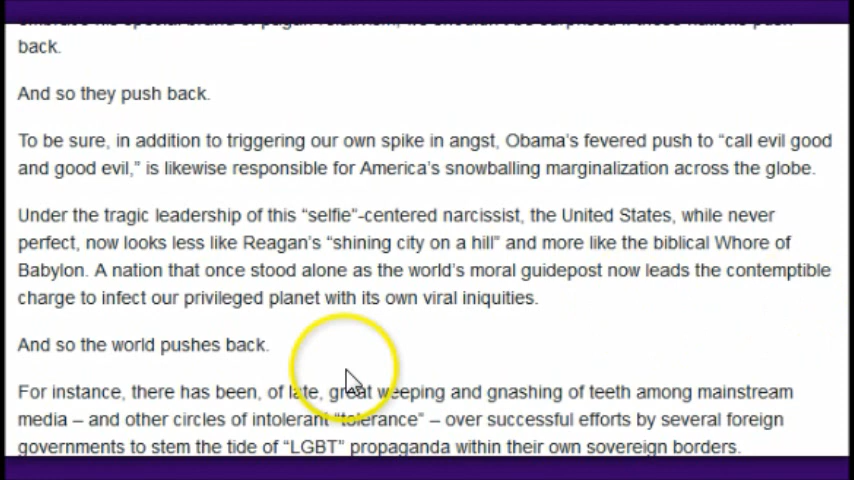 back.
And so they push back.
To be sure, in addition to triggering our own spike in angst, Obama's fevered push to “call evil good
and good evil,” is likewise responsible for America's snowballing marginalization across the globe.
Under the tragic leadership of this “selfie”-centered narcissist, the United States, while never
perfect, now looks less like Reagan's “shining city on a hill” and more like the biblical Whore of
Babylon. A nation that once stood alone as the world's moral guidepost now leads the contemptible
charge to infect our privileged planet with its own viral iniquities.
And so the world pushes back.
For instance, there has been, of late, great weeping and gnashing of teeth among mainstream
media – and other circles of intolerant “tolerance” – over successful efforts by several foreign
governments to stem the tide of “LGBT” propaganda within their own sovereign borders.